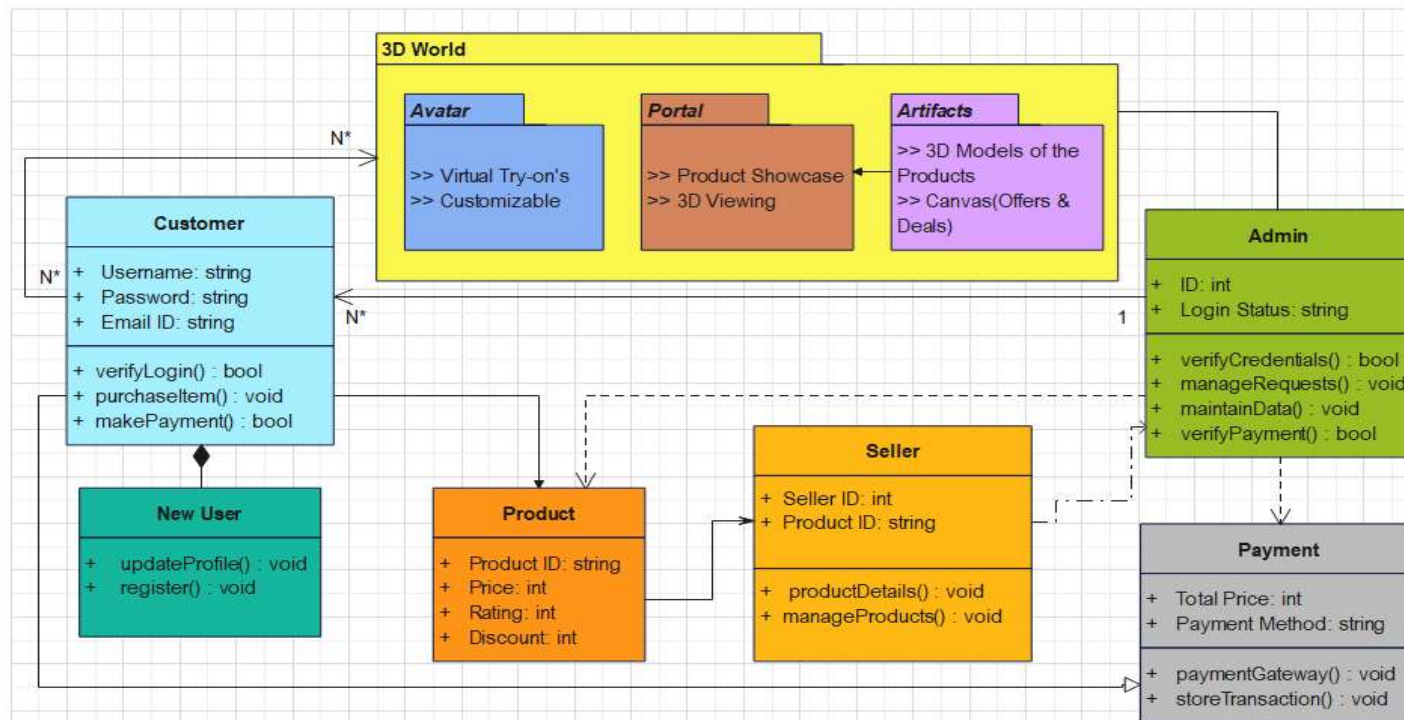 3D World
Avatar
>> Virtual Try-on's
>> Customizable
Portal
>> Product Showcase
>> 3D Viewing
Artifacts
>> 3D Models of the
Products
>> Canvas(Offers &
Deals)
N*
N*
N*
1
Customer
+ Username: string
+ Password: string
+ Email ID: string
+ verifyLogin() : bool
+ purchaseItem() : void
+ makePayment() : bool
Admin
+ ID: int
+ Login Status: string
+ verifyCredentials() : bool
+ manageRequests() : void
+ maintainData() : void
+ verifyPayment() : bool
New User
+ updateProfile() : void
+ register() : void
Product
+ Product ID: string
+ Price: int
+ Rating: int
+ Discount: int
Seller
+ Seller ID: int
+ Product ID: string
+ productDetails() : void
+ manageProducts() : void
Payment
+ Total Price: int
+ Payment Method: string
+ paymentGateway() : void
+ storeTransaction() : void